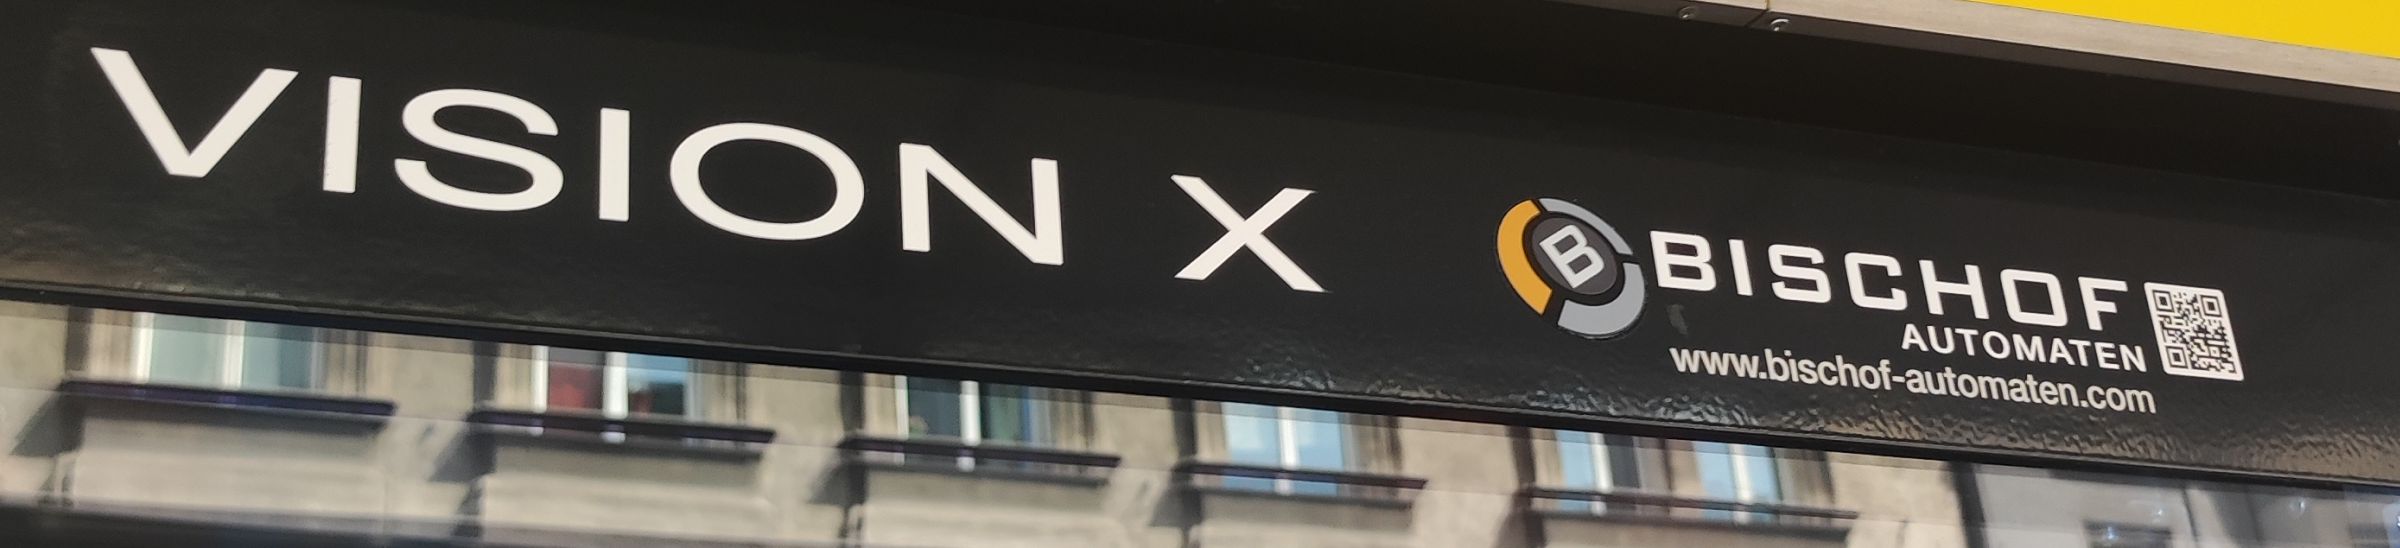 VISION X
B BISCHOF
AUTOMATEN
www.bischof-automaten.com